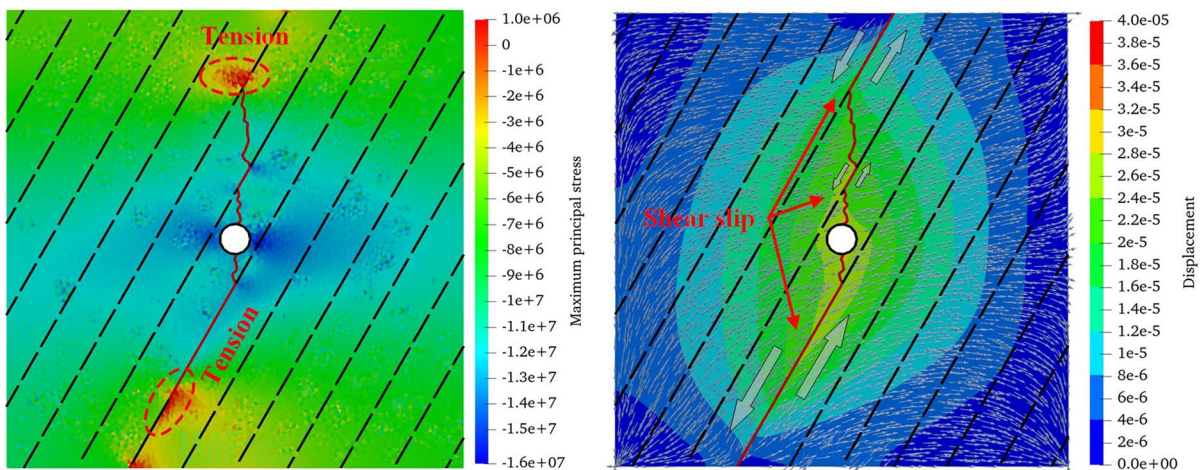 Tension
Tension
1.0e+06
0
-1e+6
-2e+6
-3e+6
-4e+6
-5e+6
-6e+6
-7e+6
-8e+6
-9e+6
-1e+7
-1.1e+7
-1.2e+7
-1.3e+7
-1.4e+7
-1.5e+7
-1.6e+07
Maximum principal stress
Shear slip
4.0e-05
3.8e-5
3.6e-5
3.4e-5
3.2e-5
3e-5
2.8e-5
2.6e-5
2.4e-5
2.2e-5
2e-5
1.8e-5
1.6e-5
1.4e-5
1.2e-5
1e-5
8e-6
6e-6
4e-6
2e-6
0.0e+00
Displacement